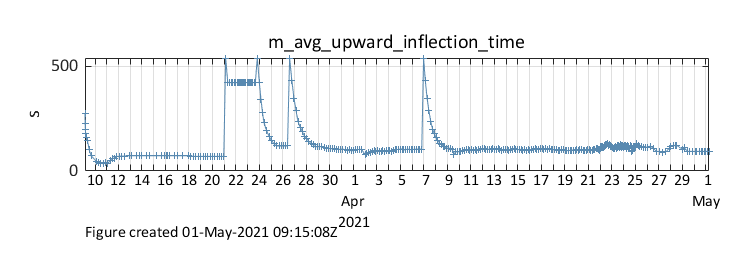 m_avg_upward_inflection_time
500
s
0
10 12 14 16 18 20 22 24 26 28 30 1 3 5 7 9 11 13 15 17 19 21 23 25 27 29 1
Apr May
2021
Figure created 01-May-2021 09:15:08Z